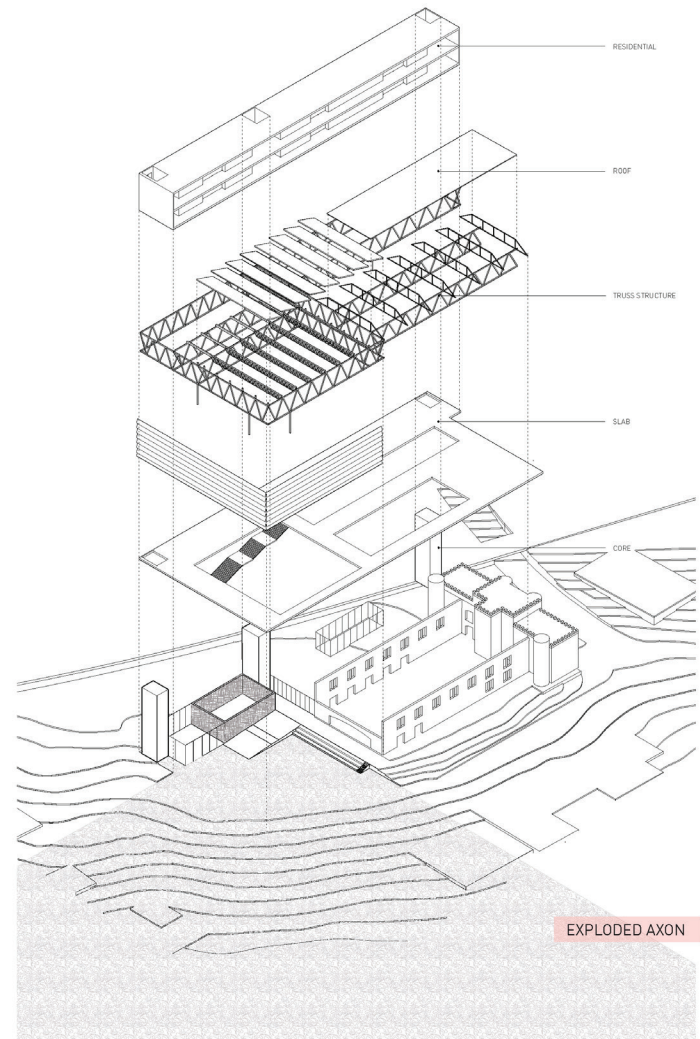 RESIDENTIAL
ROOF
TRUSS STRUCTURE
SLAB
CORE
EXPLODED AXON